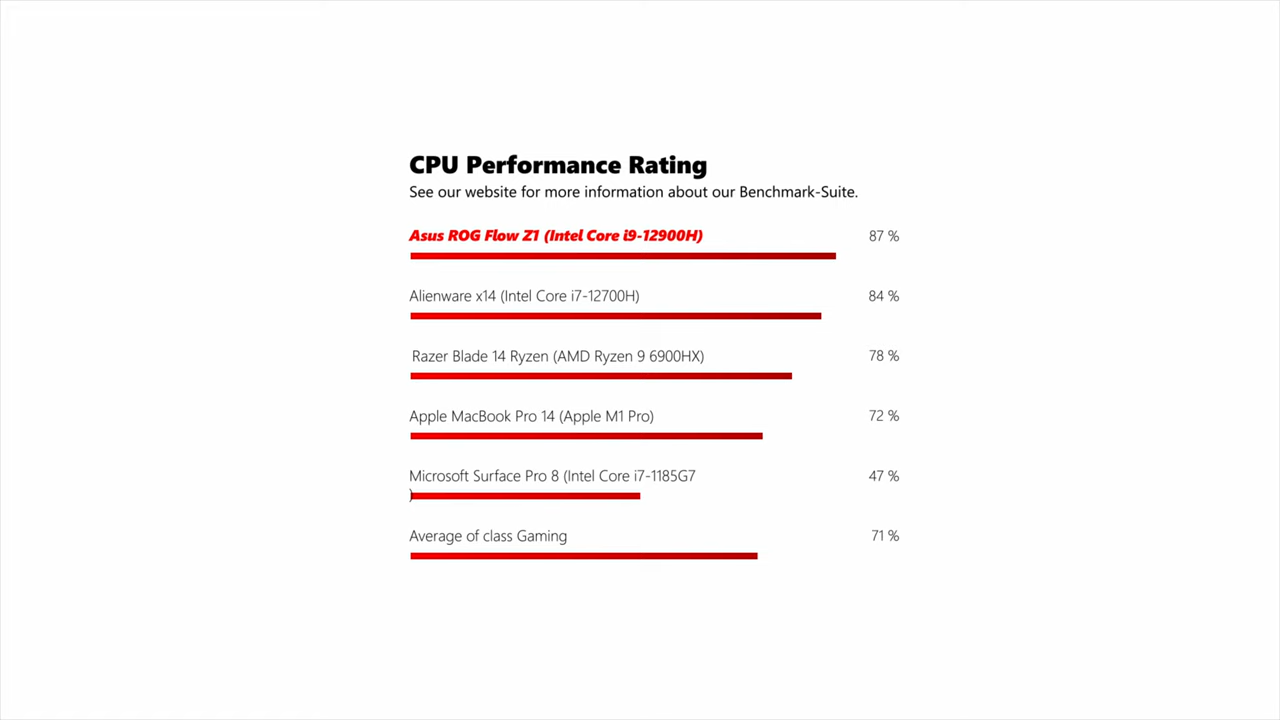 CPU Performance Rating
See our website for more information about our Benchmark-Suite.
Asus ROG Flow Z1 (Intel Core i9-12900H) 87 %
Alienware x14 (Intel Core i7-12700H) 84 %
Razer Blade 14 Ryzen (AMD Ryzen 9 6900HX) 78 %
Apple MacBook Pro 14 (Apple M1 Pro) 72 %
Microsoft Surface Pro 8 (Intel Core i7-1185G7 47 %
)
Average of class Gaming 71 %